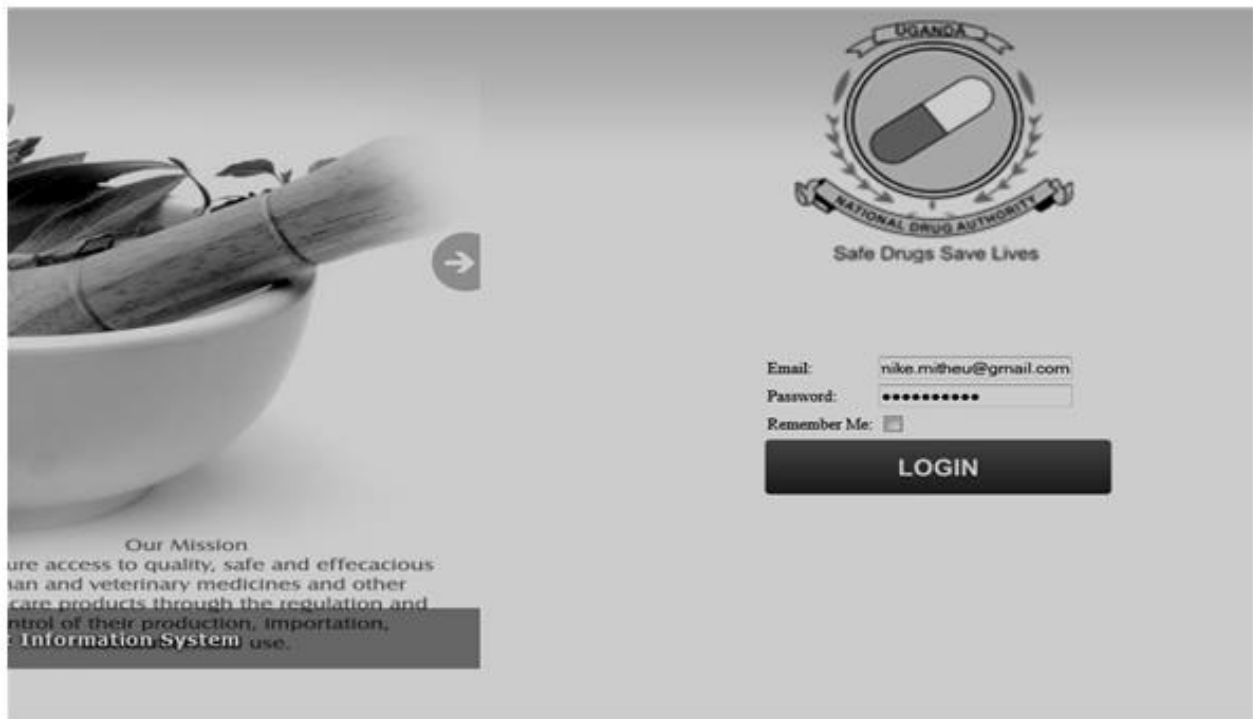 UGANDA
NATIONAL DRUG AUTHORITY
Safe Drugs Save Lives
Email: nike.mitheu@gmail.com
Password: ••••••••••
Remember Me:
LOGIN
Our Mission
ure access to quality, safe and effecacious
an and veterinary medicines and other
care products through the regulation and
ntrol of their production, importation,
use.
Information System